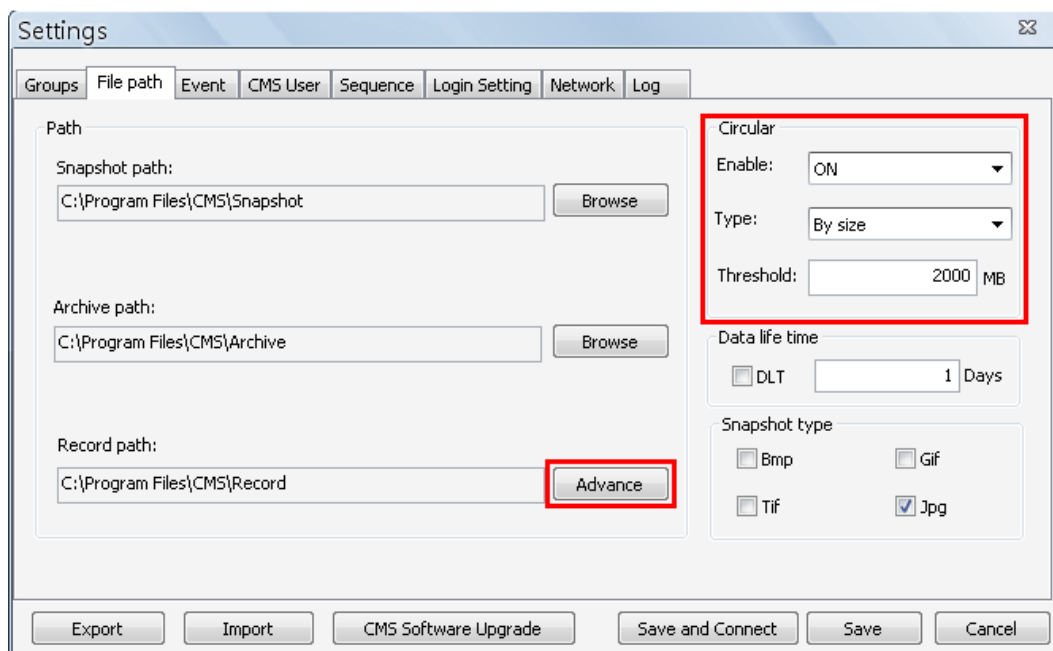 Settings
Groups File path Event CMS User Sequence Login Setting Network Log
Path
Snapshot path:
C:\Program Files\CMS\Snapshot Browse
Archive path:
C:\Program Files\CMS\Archive Browse
Record path:
C:\Program Files\CMS\Record Advance
Circular
Enable: ON
Type: By size
Threshold: 2000 MB
Data life time
DLT 1 Days
Snapshot type
Bmp Gif
Tif Jpg
Export Import CMS Software Upgrade Save and Connect Save Cancel